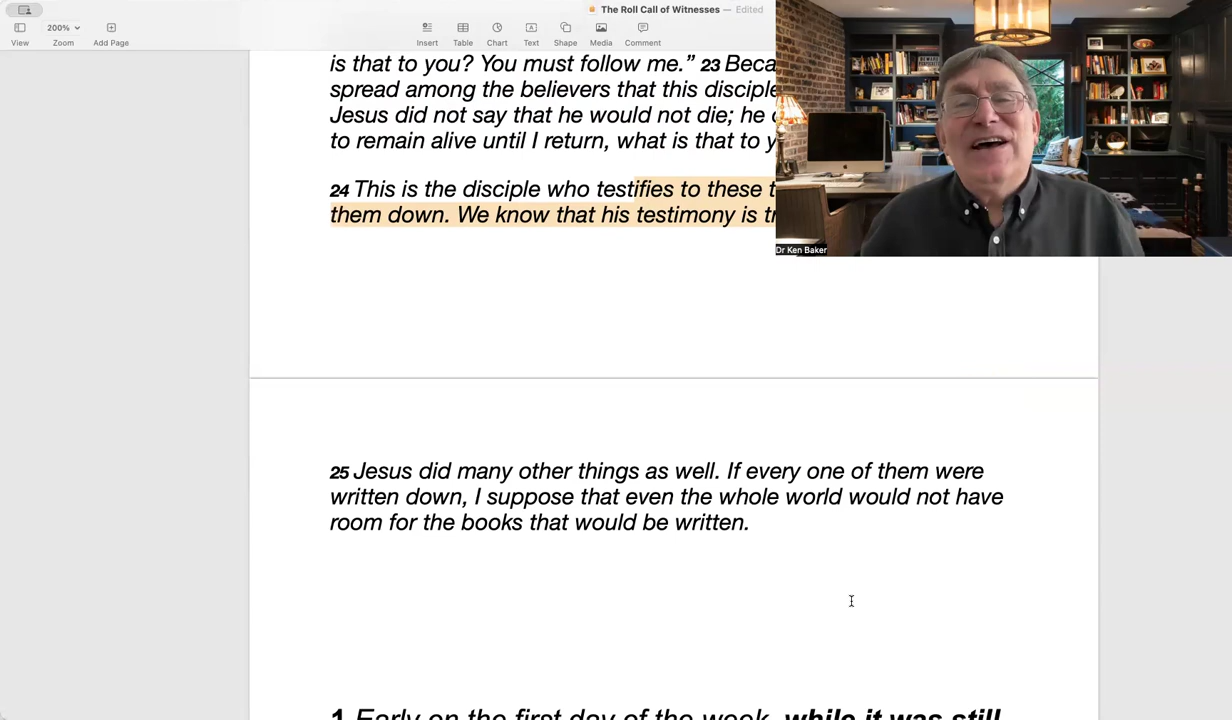 The Roll Call of Witnesses — Edited
200%
View Zoom Add Page Insert Table Chart Text Shape Media Comment
is that to you? You must follow me.” 23
spread among the believers that this disciple
Jesus did not say that he would not die; he
to remain alive until I return, what is that to
24 This is the disciple who testifies to these
them down. We know that his testimony is
Dr Ken Baker
25 Jesus did many other things as well. If every one of them were
written down, I suppose that even the whole world would not have
room for the books that would be written.
1 Early on the first day of the week, while it was still